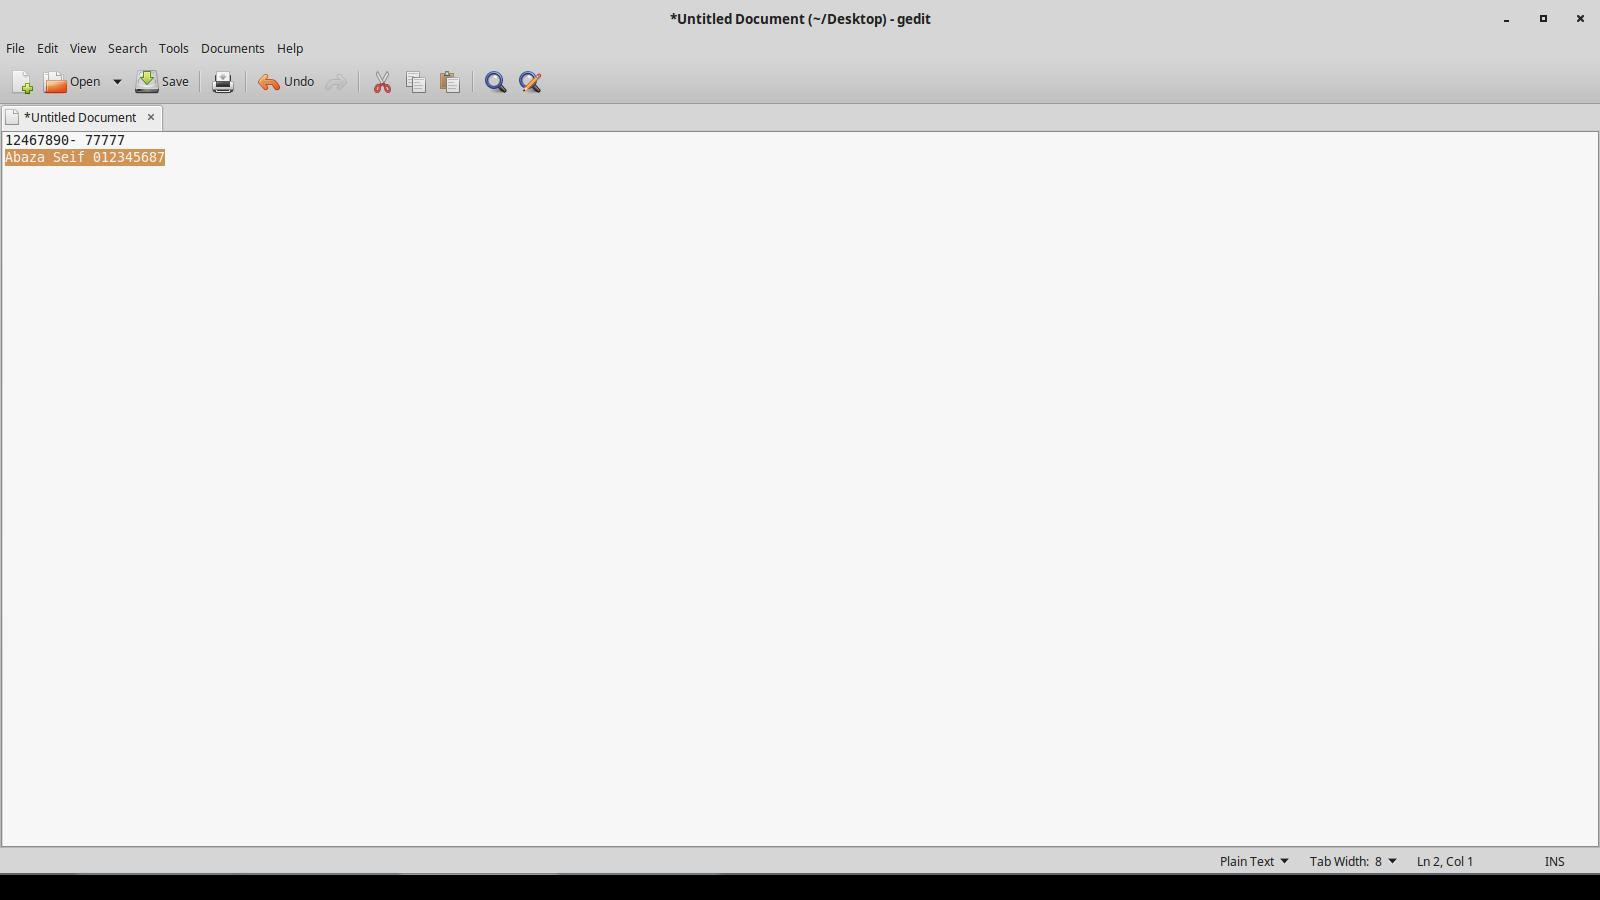 *Untitled Document (~/Desktop) - gedit
File Edit View Search Tools Documents Help
Open Save Undo
*Untitled Document
12467890- 77777
Abaza Seif 012345687
Plain Text Tab Width: 8 Ln 2, Col 1 INS